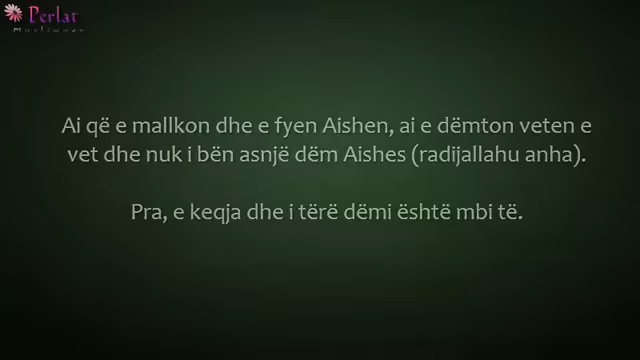 Perlat
Muslimane
Ai që e mallkon dhe e fyen Aishen, ai e dëmton veten e
vet dhe nuk i bën asnjë dëm Aishes (radijallahu anha).
Pra, e keqja dhe i tërë dëmi është mbi të.